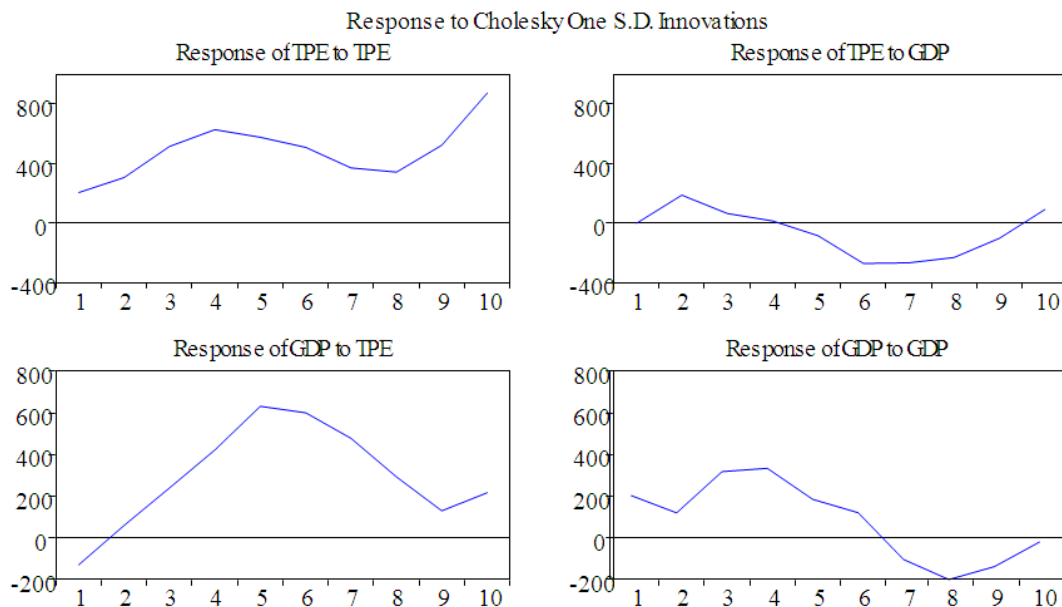 Response to Cholesky One S.D. Innovations
Response of TPE to TPE
800
400
0
-400
1 2 3 4 5 6 7 8 9 10
Response of TPE to GDP
800
400
0
-400
1 2 3 4 5 6 7 8 9 10
Response of GDP to TPE
800
600
400
200
0
-200
1 2 3 4 5 6 7 8 9 10
Response of GDP to GDP
800
600
400
200
0
-200
1 2 3 4 5 6 7 8 9 10